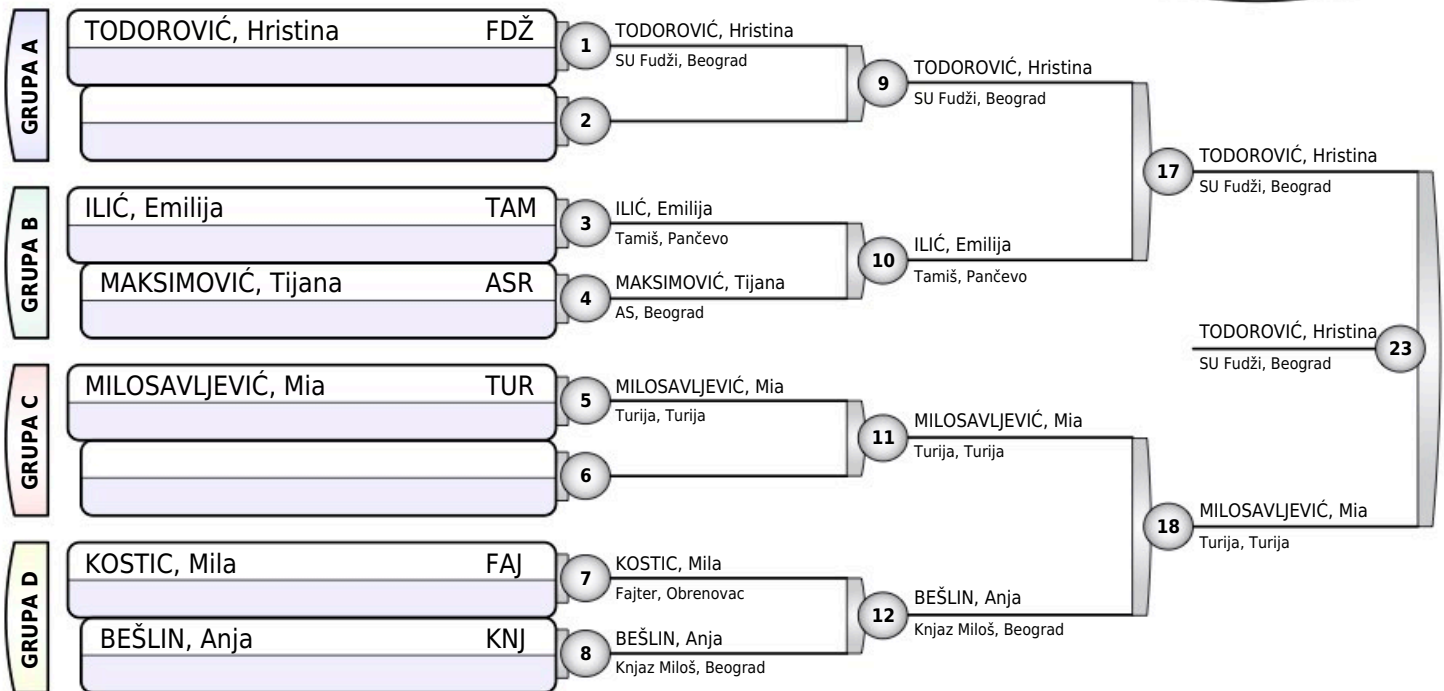 GRUPA A
TODOROVIĆ, Hristina FDŽ
1
TODOROVIĆ, Hristina
SU Fudži, Beograd
2
9
TODOROVIĆ, Hristina
SU Fudži, Beograd
17
TODOROVIĆ, Hristina
SU Fudži, Beograd
GRUPA B
ILIĆ, Emilija TAM
3
ILIĆ, Emilija
Tamiš, Pančevo
MAKSIMOVIĆ, Tijana ASR
4
MAKSIMOVIĆ, Tijana
AS, Beograd
10
ILIĆ, Emilija
Tamiš, Pančevo
TODOROVIĆ, Hristina
SU Fudži, Beograd
23
GRUPA C
MILOSAVLJEVIĆ, Mia TUR
5
MILOSAVLJEVIĆ, Mia
Turija, Turija
6
11
MILOSAVLJEVIĆ, Mia
Turija, Turija
18
MILOSAVLJEVIĆ, Mia
Turija, Turija
GRUPA D
KOSTIC, Mila FAJ
7
KOSTIC, Mila
Fajter, Obrenovac
BEŠLIN, Anja KNJ
8
BEŠLIN, Anja
Knjaz Miloš, Beograd
12
BEŠLIN, Anja
Knjaz Miloš, Beograd